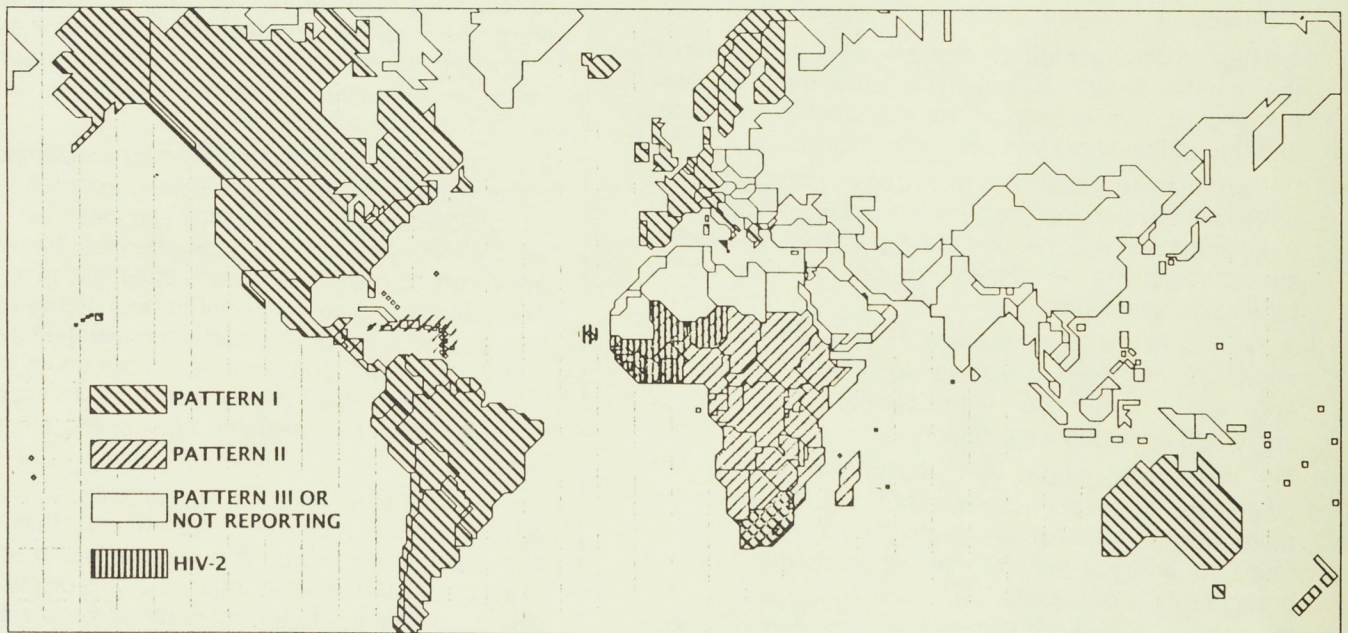 PATTERN I
PATTERN II
PATTERN III OR
NOT REPORTING
HIV-2